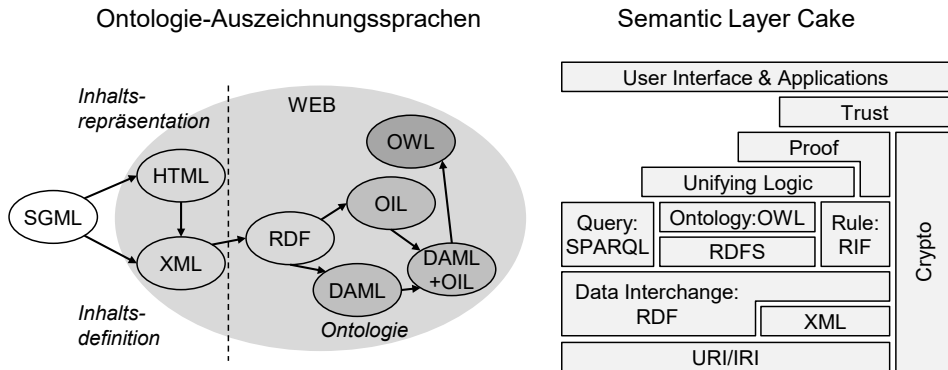 Ontologie-Auszeichnungssprachen
Inhalts-
repräsentation
WEB
OWL
HTML
OIL
SGML
RDF
XML
DAML
+OIL
DAML
Inhalts-
definition
Ontologie
Semantic Layer Cake
User Interface & Applications
Trust
Proof
Unifying Logic
Query:
SPARQL
Ontology:OWL
RDFS
Rule:
RIF
Crypto
Data Interchange:
RDF
XML
URI/IRI